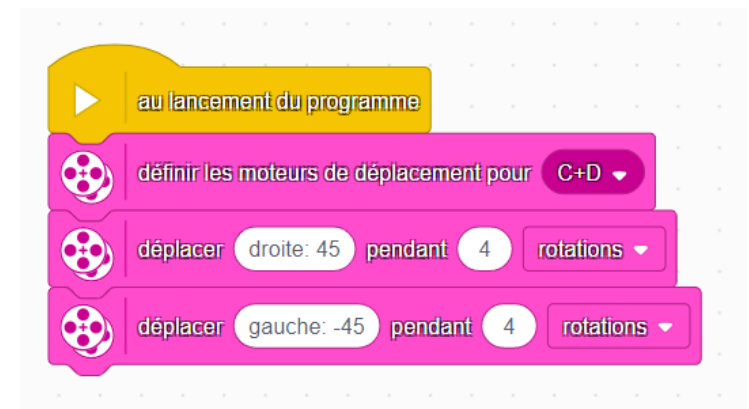 au lancement du programme
définir les moteurs de déplacement pour C+D
déplacer droite: 45 pendant 4 rotations
déplacer gauche: -45 pendant 4 rotations